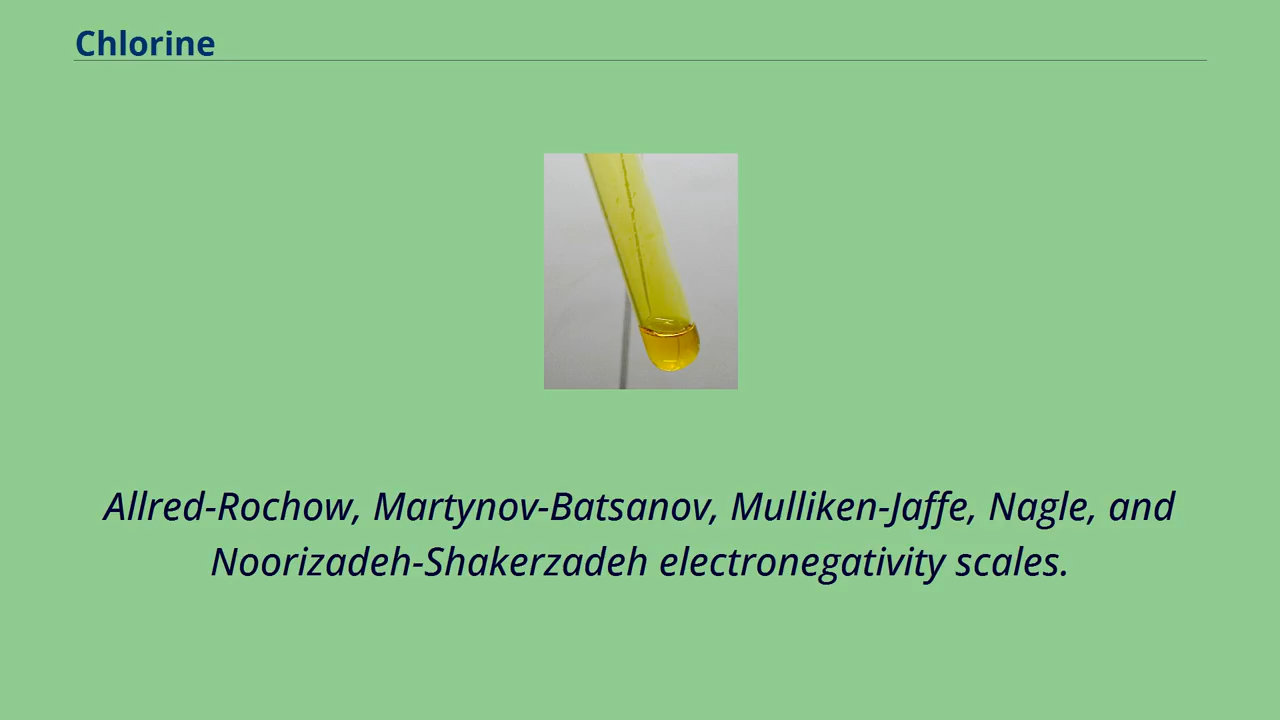 Chlorine
Allred-Rochow, Martynov-Batsanov, Mulliken-Jaffe, Nagle, and
Noorizadeh-Shakerzadeh electronegativity scales.